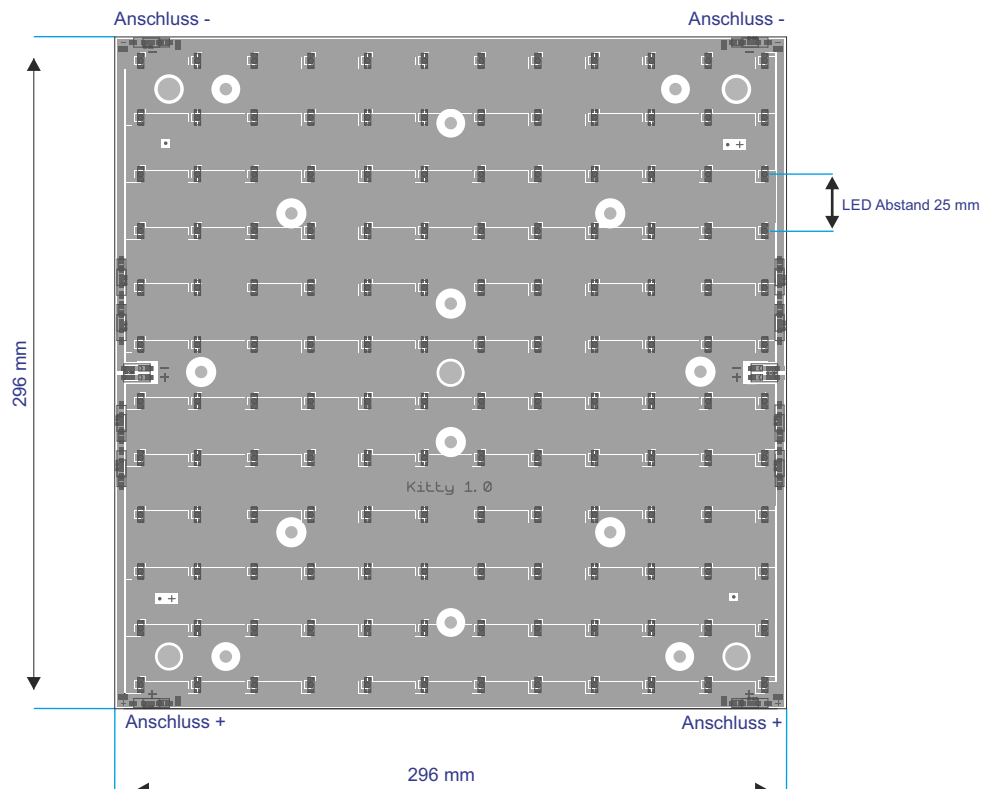 Anschluss -
Anschluss -
LED Abstand 25 mm
296 mm
Kitty 1.0
Anschluss +
Anschluss +
296 mm